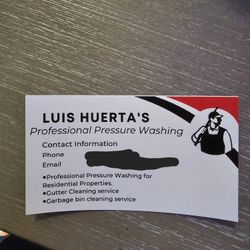 LUIS HUERTA'S
Professional Pressure Washing
Contact Information
Phone
Email
●Professional Pressure Washing for
Residential Properties.
●Gutter Cleaning service
●Garbage bin cleaning service